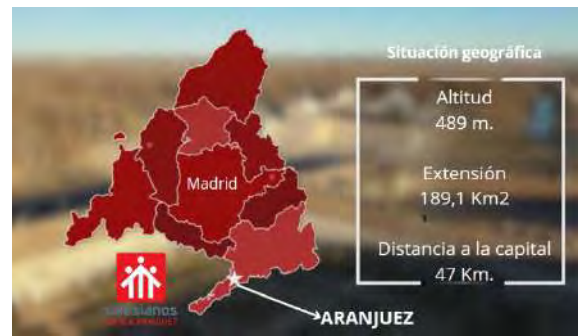 Situación geográfica
Altitud
489 m.
Extensión
189,1 Km2
Distancia a la capital
47 Km.
Madrid
salesianos
ARANJUEZ